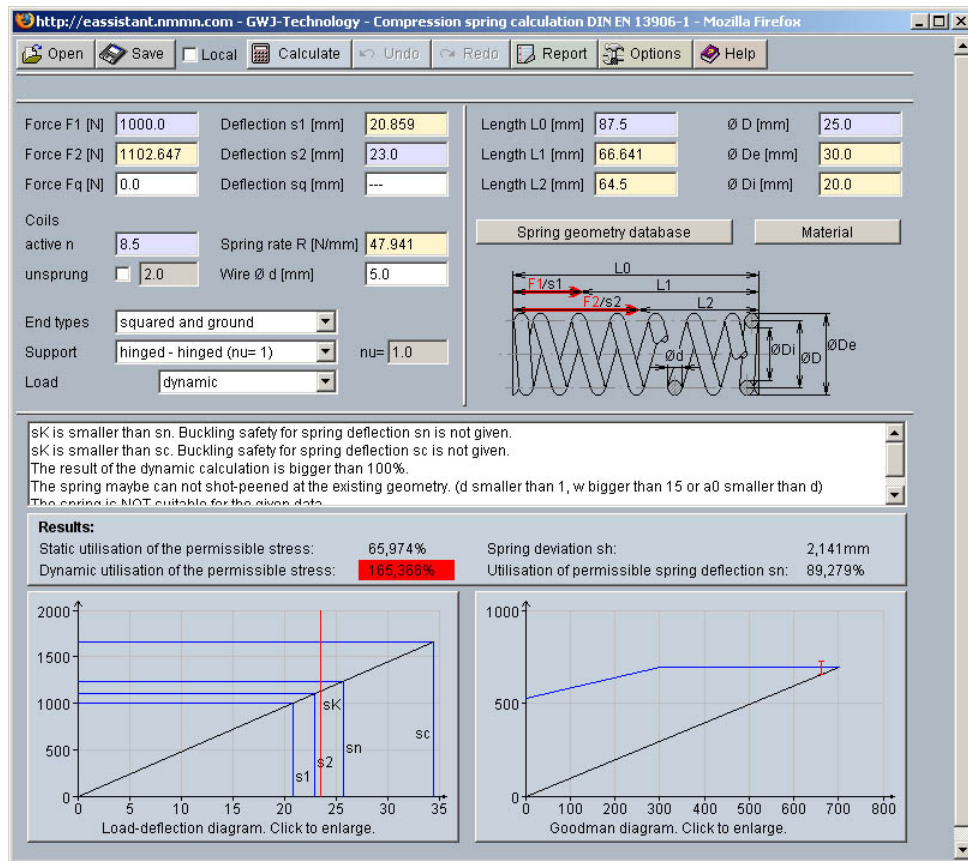 http://eassistant.nmmn.com - GWJ-Technology - Compression spring calculation DIN EN 13906-1 - Mozilla Firefox
Open Save Local Calculate Undo Redo Report Options Help
Force F1 [N] 1000.0 Deflection s1 [mm] 20.859 Length L0 [mm] 87.5 Ø D [mm] 25.0
Force F2 [N] 1102.647 Deflection s2 [mm] 23.0 Length L1 [mm] 66.641 Ø De [mm] 30.0
Force Fq [N] 0.0 Deflection sq [mm] --- Length L2 [mm] 64.5 Ø Di [mm] 20.0
Coils
active n 8.5 Spring rate R [N/mm] 47.941
unsprung 2.0 Wire Ø d [mm] 5.0
End types squared and ground
Support hinged - hinged (nu= 1) nu= 1.0
Load dynamic
Spring geometry database Material
L0
F1/s1 L1
F2/s2 L2
Ød ØDi ØD ØDe
sK is smaller than sn. Buckling safety for spring deflection sn is not given.
sK is smaller than sc. Buckling safety for spring deflection sc is not given.
The result of the dynamic calculation is bigger than 100%.
The spring maybe can not shot-peened at the existing geometry. (d smaller than 1, w bigger than 15 or a0 smaller than d)
The spring is NOT suitable for the given data.
Results:
Static utilisation of the permissible stress: 65,974% Spring deviation sh: 2,141mm
Dynamic utilisation of the permissible stress: 165,366% Utilisation of permissible spring deflection sn: 89,279%
2000
1500
1000
500
0
sK
sc
sn
s2
s1
0 5 10 15 20 25 30 35
Load-deflection diagram. Click to enlarge.
1000
500
0
0 100 200 300 400 500 600 700 800
Goodman diagram. Click to enlarge.